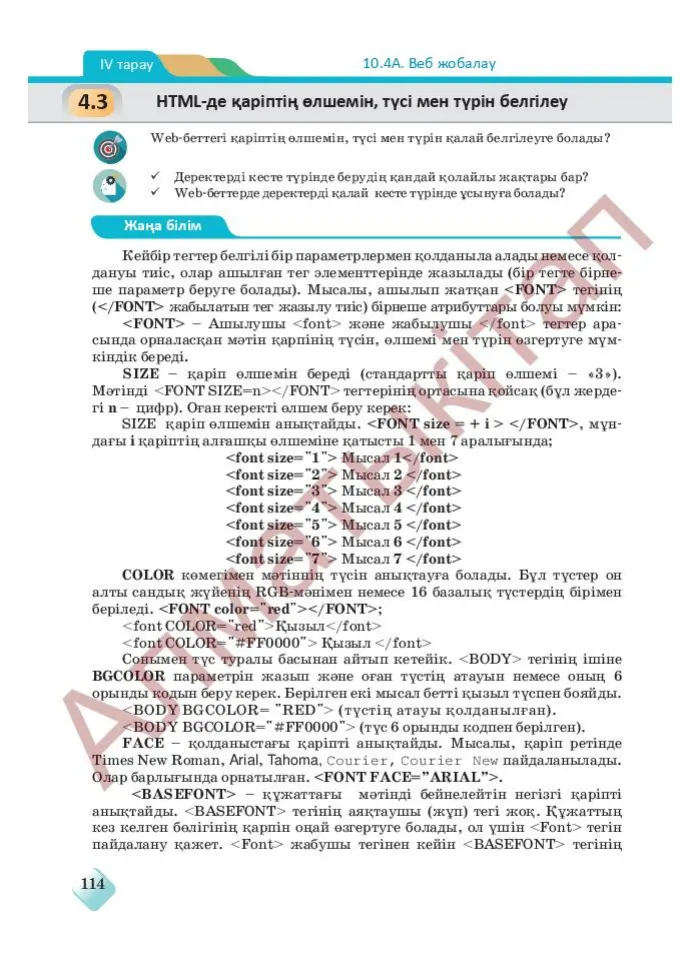 IV тарау
10.4А. Веб жобалау
4.3
HTML-де қаріптің өлшемін, түсі мен түрін белгілеу
Web-беттегі қаріптің өлшемін, түсі мен түрін қалай белгілеуге болады?
✓ Деректерді кесте түрінде берудің қандай қолайлы жақтары бар?
✓ Web-беттерде деректерді қалай кесте түрінде ұсынуға болады?
Жаңа білім
Кейбір тегтер белгілі бір параметрлермен қолданыла алады немесе қол-
дануы тиіс, олар ашылған тег элементтерінде жазылады (бір тегте бірне-
ше параметр беруге болады). Мысалы, ашылып жатқан <FONT> тегінің
(</FONT> жабылатын тег жазылу тиіс) бірнеше атрибуттары болуы мүмкін:
<FONT> – Ашылушы <font> және жабылушы </font> тегтер ара-
сында орналасқан мәтін қарпінің түсін, өлшемі мен түрін өзгертуге мүм-
кіндік береді.
SIZE – қаріп өлшемін береді (стандартты қаріп өлшемі – «3»).
Мәтінді <FONT SIZE=n></FONT> тегтерінің ортасына қойсақ (бұл жерде-
гі n – цифр). Оған керекті өлшем беру керек:
SIZE қаріп өлшемін анықтайды. <FONT size = + i > </FONT>, мұн-
дағы i қаріптің алғашқы өлшеміне қатысты 1 мен 7 аралығында;
<font size="1"> Мысал 1</font>
<font size="2"> Мысал 2 </font>
<font size="3"> Мысал 3 </font>
<font size="4"> Мысал 4 </font>
<font size="5"> Мысал 5 </font>
<font size="6"> Мысал 6 </font>
<font size="7"> Мысал 7 </font>
COLOR көмегімен мәтіннің түсін анықтауға болады. Бұл түстер он
алты сандық жүйенің RGB-мәнімен немесе 16 базалық түстердің бірімен
беріледі. <FONT color="red"></FONT>;
<font COLOR="red">Қызыл</font>
<font COLOR="#FF0000"> Қызыл </font>
Сонымен түс туралы басынан айтып кетейік. <BODY> тегінің ішіне
BGCOLOR параметрін жазып және оған түстің атауын немесе оның 6
орынды кодын беру керек. Берілген екі мысал бетті қызыл түспен бояйды.
<BODY BGCOLOR= "RED"> (түстің атауы қолданылған).
<BODY BGCOLOR="#FF0000"> (түс 6 орынды кодпен берілген).
FACE – қолданыстағы қаріпті анықтайды. Мысалы, қаріп ретінде
Times New Roman, Arial, Tahoma, Courier, Courier New пайдаланылады.
Олар барлығында орнатылған. <FONT FACE="ARIAL">.
<BASEFONT> – құжаттағы мәтінді бейнелейтін негізгі қаріпті
анықтайды. <BASEFONT> тегінің аяқтаушы (жұп) тегі жоқ. Құжаттың
кез келген бөлігінің қарпін оңай өзгертуге болады, ол үшін <Font> тегін
пайдалану қажет. <Font> жабушы тегінен кейін <BASEFONT> тегінің
114
Алматыкітап